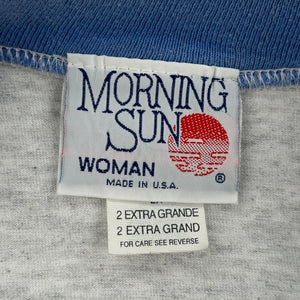 MORNING
SUN
WOMAN
MADE IN U.S.A.
®
2 EXTRA GRANDE
2 EXTRA GRAND
FOR CARE SEE REVERSE